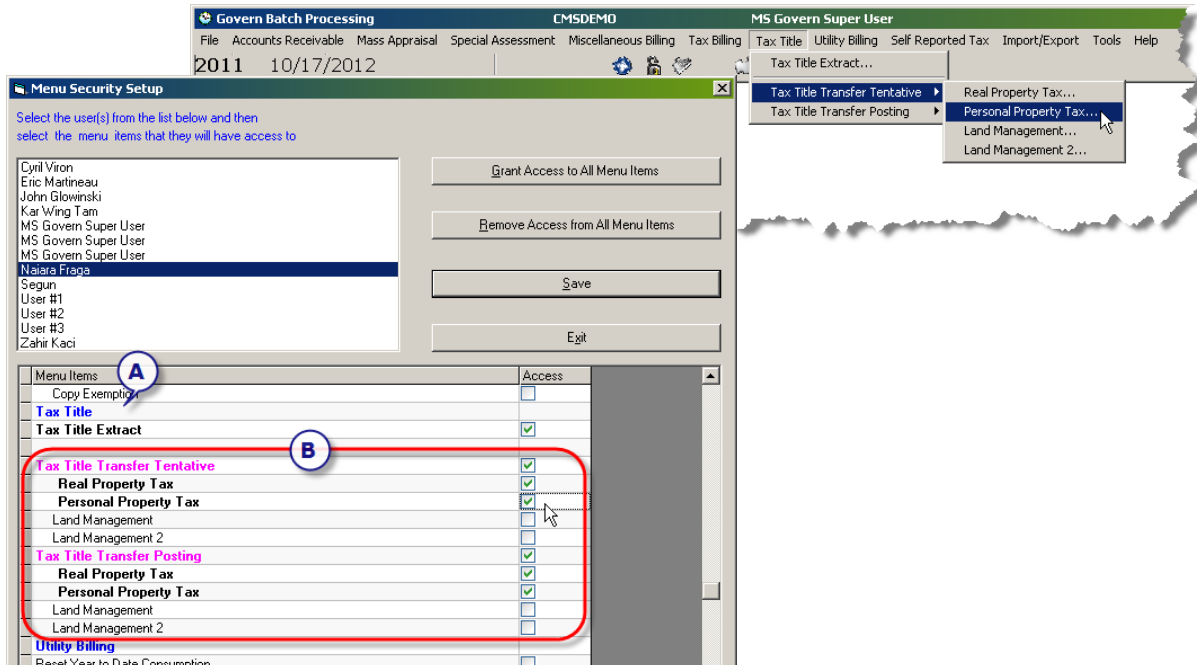 Govern Batch Processing CMSDEMO MS Govern Super User
File Accounts Receivable Mass Appraisal Special Assessment Miscellaneous Billing Tax Billing Tax Title Utility Billing Self Reported Tax Import/Export Tools Help
2011 10/17/2012
Tax Title Extract...
Tax Title Transfer Tentative
Tax Title Transfer Posting
Real Property Tax...
Personal Property Tax...
Land Management...
Land Management 2...
Menu Security Setup
Select the user(s) from the list below and then
select the menu items that they will have access to
Cyril Viron
Eric Martineau
John Glowinski
Kar Wing Tam
MS Govern Super User
MS Govern Super User
MS Govern Super User
Naiara Fraga
Segun
User #1
User #2
User #3
Zahir Kaci
Grant Access to All Menu Items
Remove Access from All Menu Items
Save
Exit
A
Menu Items Access
Copy Exemption
Tax Title
Tax Title Extract
B
Tax Title Transfer Tentative
Real Property Tax
Personal Property Tax
Land Management
Land Management 2
Tax Title Transfer Posting
Real Property Tax
Personal Property Tax
Land Management
Land Management 2
Utility Billing
Reset Year to Date Consumption